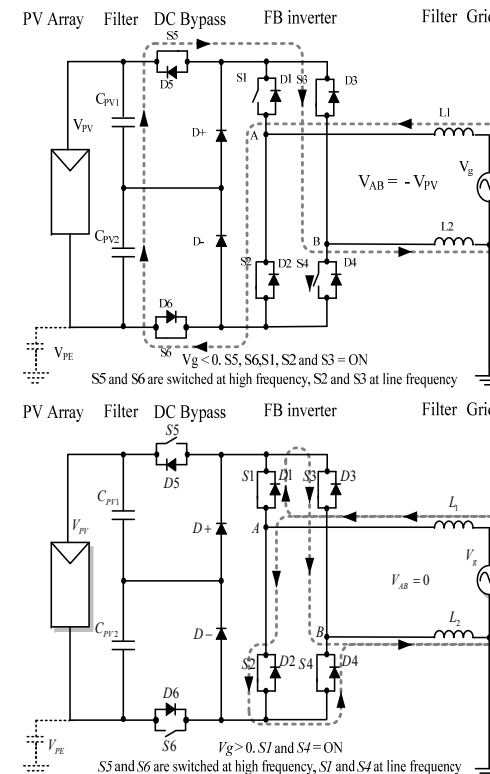 PV Array Filter DC Bypass FB inverter Filter Gri
S5
D5
S1 D1 S3 D3
CPV1
VPV
D+
A
L1
VAB = - VPV
Vg
L2
B
CPV2
D-
S2 D2 S4 D4
D6
S6
VPE
Vg < 0. S5, S6,S1, S2 and S3 = ON
S5 and S6 are switched at high frequency, S2 and S3 at line frequency
PV Array Filter DC Bypass FB inverter Filter Gri
S5
D5
S1 D1 S3 D3
CPV1
VPV
D+
A
L1
VAB = 0
Vg
L2
B
CPV2
D−
S2 D2 S4 D4
D6
S6
VPE
Vg > 0. S1 and S4 = ON
S5 and S6 are switched at high frequency, S1 and S4 at line frequency